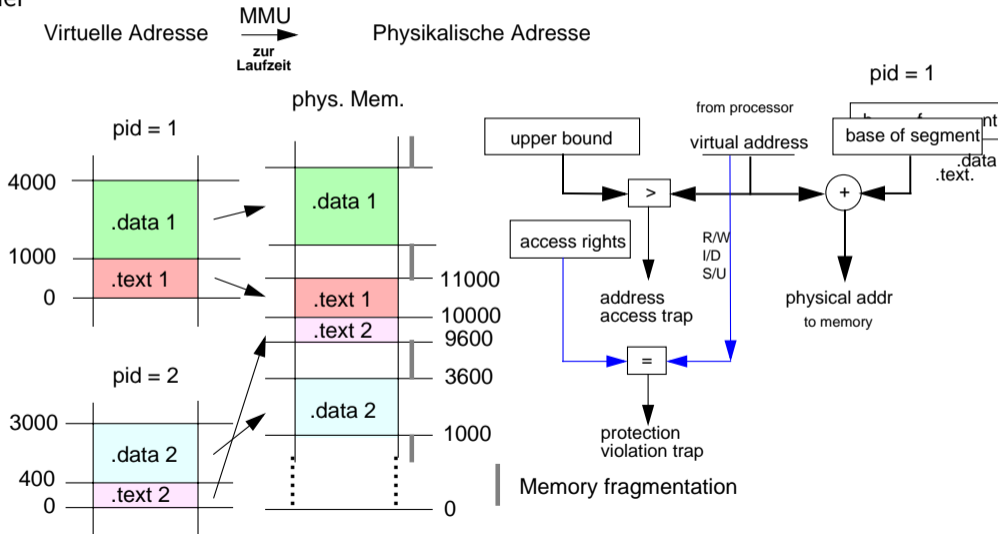 MMU
Virtuelle Adresse
Physikalische Adresse
zur
Laufzeit
phys. Mem.
pid = 1
4000
.data 1
1000
.text 1
0
pid = 2
3000
.data 2
400
.text 2
0
.data 1
11000
.text 1
10000
.text 2
9600
3600
.data 2
1000
0
Memory fragmentation
pid = 1
from processor
upper bound
virtual address
base of segment
.data
.text.
>
+
access rights
R/W
I/D
S/U
address
access trap
physical addr
to memory
=
protection
violation trap